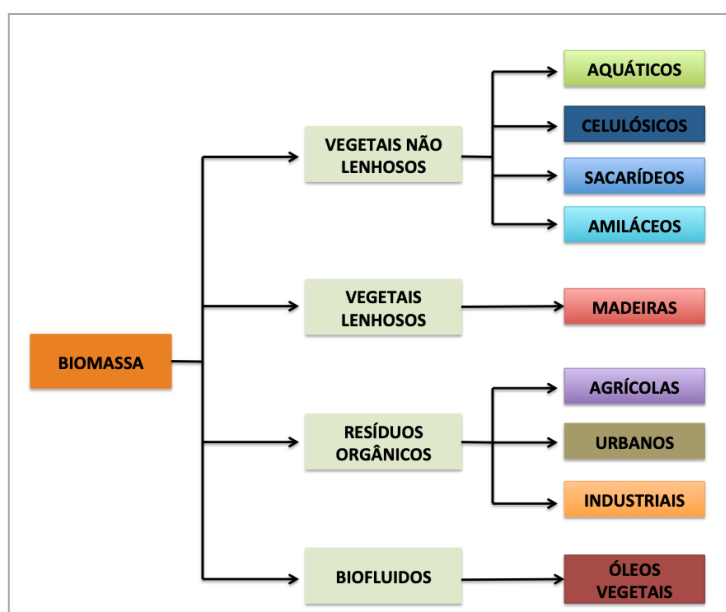 BIOMASSA
VEGETAIS NÃO
LENHOSOS
AQUÁTICOS
CELULÓSICOS
SACARÍDEOS
AMILÁCEOS
VEGETAIS
LENHOSOS
MADEIRAS
RESÍDUOS
ORGÂNICOS
AGRÍCOLAS
URBANOS
INDUSTRIAIS
BIOFLUIDOS
ÓLEOS
VEGETAIS